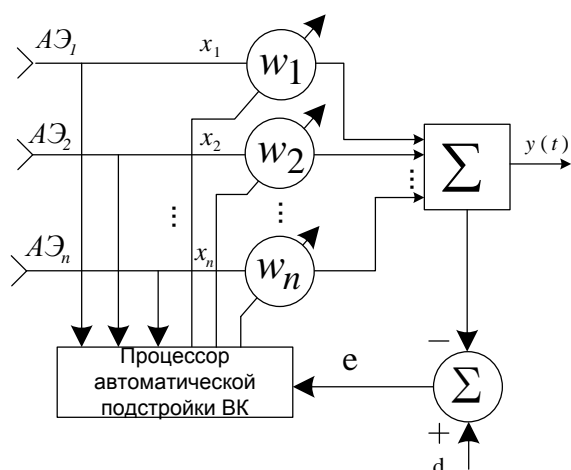 АЭ₁ x₁ w₁
АЭ₂ x₂ w₂ Σ y(t)
... ... ...
АЭₙ xₙ wₙ
Процессор
автоматической
подстройки ВК
e
−
Σ
+
d